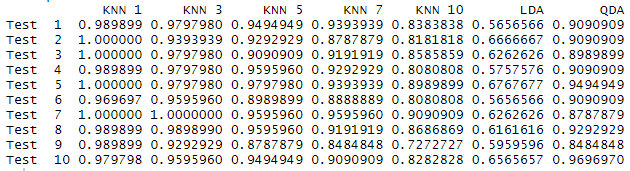 KNN 1 KNN 3 KNN 5 KNN 7 KNN 10 LDA QDA
Test 1 0.989899 0.9797980 0.9494949 0.9393939 0.8383838 0.5656566 0.9090909
Test 2 1.000000 0.9393939 0.9292929 0.8787879 0.8181818 0.6666667 0.9090909
Test 3 1.000000 0.9797980 0.9090909 0.9191919 0.8585859 0.6262626 0.8989899
Test 4 0.989899 0.9797980 0.9595960 0.9292929 0.8080808 0.5757576 0.9090909
Test 5 1.000000 0.9797980 0.9797980 0.9393939 0.8989899 0.6767677 0.9494949
Test 6 0.969697 0.9595960 0.8989899 0.8888889 0.8080808 0.5656566 0.9090909
Test 7 1.000000 1.0000000 0.9595960 0.9595960 0.9090909 0.6262626 0.8787879
Test 8 0.989899 0.9898990 0.9595960 0.9191919 0.8686869 0.6161616 0.9292929
Test 9 0.989899 0.9292929 0.8787879 0.8484848 0.7272727 0.5959596 0.8484848
Test 10 0.979798 0.9595960 0.9494949 0.9090909 0.8282828 0.6565657 0.9696970